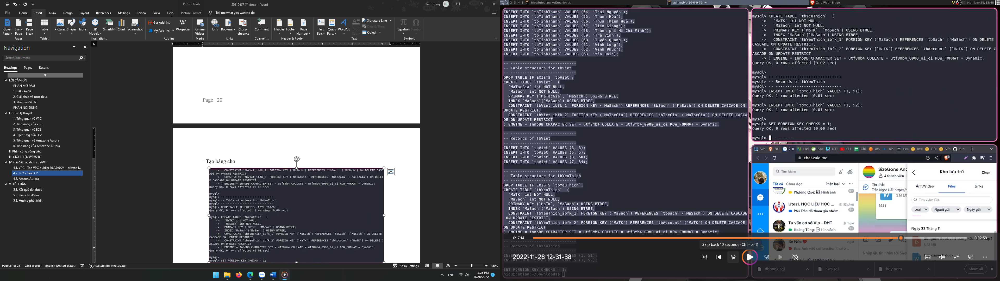 Picture Tools
20110467 (1).docx - Word
Hieu Trung
HT
File
Home
Insert
Draw
Design
Layout
References
Mailings
Review
View
Help
Picture Format
Tell me what you want to do
Cover Page
Blank Page
Page Break
Table
Pictures
Shapes
Icons
3D Models
SmartArt
Chart
Screenshot
Get Add-ins
My Add-ins
Wikipedia
Online Videos
Link
Bookmark
Cross-reference
Comment
Header
Footer
Page Number
Text Box
Quick Parts
WordArt
Drop Cap
Signature Line
Date & Time
Object
Equation
Symbol
Pages
Tables
Illustrations
Add-ins
Media
Links
Comments
Header & Footer
Text
Symbols
Navigation
Search document
Headings
Pages
Results
LỜI CẢM ƠN
PHẦN MỞ ĐẦU
1. Đặt vấn đề:
2. Giải pháp và mục tiêu:
3. Phạm vi đề tài:
PHẦN NỘI DUNG
I. Cơ sở lý thuyết
1. Tổng quan về VPC
2. Tính năng của VPC
3. Tổng quan về EC2
4. Đặc trưng của EC2
5. Tổng quan về Amazone Aurora
6. Tính năng của Amazone Aurora
II. Phân công công việc
III. GIỚI THIỆU WEBSITE
IV. Cài đặt các dịch vụ AWS
4.1. VPC - Tạo VPC public: 10.0.0.0/24 – private 1...
4.2. EC2 - Tạo EC2
4.3. Amzon Aurora
V. KẾT LUẬN
5.1. Kết quả đạt được
5.2. Hạn chế đồ án
5.3. Hướng phát triển
Page | 20
- Tạo bảng cho
-> CONSTRAINT `tbViet_ibfk_1` FOREIGN KEY (`MaSach`) REFERENCES `tbSach` (`MaSach`) ON DELETE CASC
ADE ON UPDATE RESTRICT,
-> CONSTRAINT `tbViet_ibfk_2` FOREIGN KEY (`MaTacGia`) REFERENCES `tbTacGia` (`MaTacGia`) ON DELET
E CASCADE ON UPDATE RESTRICT
-> ) ENGINE = InnoDB CHARACTER SET = utf8mb4 COLLATE = utf8mb4_0900_ai_ci ROW_FORMAT = Dynamic;
Query OK, 0 rows affected (0.02 sec)
mysql>
mysql> -- ----------------------------
mysql> -- Table structure for tbYeuThich
mysql> -- ----------------------------
mysql> DROP TABLE IF EXISTS `tbYeuThich`;
Query OK, 0 rows affected, 1 warning (0.00 sec)
mysql> CREATE TABLE `tbYeuThich`  (
-> `MaTK` int NOT NULL,
-> `MaSach` int NOT NULL,
-> PRIMARY KEY (`MaTK`, `MaSach`) USING BTREE,
-> INDEX `MaSach`(`MaSach`) USING BTREE,
-> CONSTRAINT `tbYeuThich_ibfk_1` FOREIGN KEY (`MaSach`) REFERENCES `tbSach` (`MaSach`) ON DELETE
CASCADE ON UPDATE RESTRICT,
-> CONSTRAINT `tbYeuThich_ibfk_2` FOREIGN KEY (`MaTK`) REFERENCES `tbAccount` (`MaTK`) ON DELETE C
ASCADE ON UPDATE RESTRICT
-> ) ENGINE = InnoDB CHARACTER SET = utf8mb4 COLLATE = utf8mb4_0900_ai_ci ROW_FORMAT = Dynamic;
Query OK, 0 rows affected (0.03 sec)
mysql>
mysql> SET FOREIGN_KEY_CHECKS = 1;
Page 21 of 24
2363 words
English (United States)
Accessibility: Investigate
Display Settings
120%
ENG
2:28 PM
11/28/2022
1 2 3 4 5
hieu@debian: ~/Downloads
admin@ip-10-0-0-72: ~
Zalo Web - Brave
Mon Nov 28, 12:48
INSERT INTO `tbTinhThanh` VALUES (54, 'Thái Nguyên');
INSERT INTO `tbTinhThanh` VALUES (55, 'Thanh Hóa');
INSERT INTO `tbTinhThanh` VALUES (56, 'Thừa Thiên Huế');
INSERT INTO `tbTinhThanh` VALUES (57, 'Tiền Giang');
INSERT INTO `tbTinhThanh` VALUES (58, 'Thành phố Hồ Chí Minh');
INSERT INTO `tbTinhThanh` VALUES (59, 'Trà Vinh');
INSERT INTO `tbTinhThanh` VALUES (60, 'Tuyên Quang');
INSERT INTO `tbTinhThanh` VALUES (61, 'Vĩnh Long');
INSERT INTO `tbTinhThanh` VALUES (62, 'Vĩnh Phúc');
INSERT INTO `tbTinhThanh` VALUES (63, 'Yên Bái');
-- ----------------------------
-- Table structure for tbViet
-- ----------------------------
DROP TABLE IF EXISTS `tbViet`;
CREATE TABLE `tbViet`  (
`MaTacGia` int NOT NULL,
`MaSach` int NOT NULL,
PRIMARY KEY (`MaTacGia`, `MaSach`) USING BTREE,
INDEX `MaSach`(`MaSach`) USING BTREE,
CONSTRAINT `tbViet_ibfk_1` FOREIGN KEY (`MaSach`) REFERENCES `tbSach` (`MaSach`) ON DELETE CASCADE ON
UPDATE RESTRICT,
CONSTRAINT `tbViet_ibfk_2` FOREIGN KEY (`MaTacGia`) REFERENCES `tbTacGia` (`MaTacGia`) ON DELETE CASCA
DE ON UPDATE RESTRICT
) ENGINE = InnoDB CHARACTER SET = utf8mb4 COLLATE = utf8mb4_0900_ai_ci ROW_FORMAT = Dynamic;
-- ----------------------------
-- Records of tbViet
-- ----------------------------
INSERT INTO `tbViet` VALUES (3, 3);
INSERT INTO `tbViet` VALUES (5, 5);
INSERT INTO `tbViet` VALUES (3, 50);
INSERT INTO `tbViet` VALUES (7, 54);
-- ----------------------------
-- Table structure for tbYeuThich
-- ----------------------------
DROP TABLE IF EXISTS `tbYeuThich`;
CREATE TABLE `tbYeuThich`  (
`MaTK` int NOT NULL,
`MaSach` int NOT NULL,
PRIMARY KEY (`MaTK`, `MaSach`) USING BTREE,
INDEX `MaSach`(`MaSach`) USING BTREE,
CONSTRAINT `tbYeuThich_ibfk_1` FOREIGN KEY (`MaSach`) REFERENCES `tbSach` (`MaSach`) ON DELETE CASCADE
ON UPDATE RESTRICT,
CONSTRAINT `tbYeuThich_ibfk_2` FOREIGN KEY (`MaTK`) REFERENCES `tbAccount` (`MaTK`) ON DELETE CASCADE
ON UPDATE RESTRICT
) ENGINE = InnoDB CHARACTER SET = utf8mb4 COLLATE = utf8mb4_0900_ai_ci ROW_FORMAT = Dynamic;
-- Records of tbYeuThich
SET FOREIGN_KEY_CHECKS = 1;
hieu@debian:~/Downloads$
mysql> CREATE TABLE `tbYeuThich`  (
-> `MaTK` int NOT NULL,
-> `MaSach` int NOT NULL,
-> PRIMARY KEY (`MaTK`, `MaSach`) USING BTREE,
-> INDEX `MaSach`(`MaSach`) USING BTREE,
-> CONSTRAINT `tbYeuThich_ibfk_1` FOREIGN KEY (`MaSach`) REFERENCES `tbSach` (`MaSach`) ON DELETE
CASCADE ON UPDATE RESTRICT,
-> CONSTRAINT `tbYeuThich_ibfk_2` FOREIGN KEY (`MaTK`) REFERENCES `tbAccount` (`MaTK`) ON DELETE C
ASCADE ON UPDATE RESTRICT
-> ) ENGINE = InnoDB CHARACTER SET = utf8mb4 COLLATE = utf8mb4_0900_ai_ci ROW_FORMAT = Dynamic;
Query OK, 0 rows affected (0.02 sec)
mysql>
mysql> -- ----------------------------
mysql> -- Records of tbYeuThich
mysql> -- ----------------------------
mysql> INSERT INTO `tbYeuThich` VALUES (1, 51);
Query OK, 1 row affected (0.01 sec)
mysql> INSERT INTO `tbYeuThich` VALUES (1, 52);
Query OK, 1 row affected (0.01 sec)
mysql>
mysql> SET FOREIGN_KEY_CHECKS = 1;
Query OK, 0 rows affected (0.00 sec)
mysql>
chat.zalo.me
Tìm kiếm
Tất cả
Chưa đọc
Phân loại
Phương Quế: Hình ảnh
5+
Utes1. HỌC LIỆU HỌC ...
52 phút
Phú Trần đã tham gia nhóm
5+
Tư vấn cơ sở Vip - ĐHT
1 giờ
Hoàng Tùng: Hình ảnh
5+
Bé Nóc
2 giờ
Bạn: Anh viết cái function thui ó...
SizeGone And
4 thành viên
Tin nhắn
3.96 MB
14:55
Kho lưu trữ
Chọn
Ảnh/Video
Files
Links
Tìm kiếm File
Loại
Người gửi
Ngày gửi
Ngày 22 Tháng 11
5.23 MB
dbbook.sql
aws.sql
key.pem
Show all
0:17:14
0:02:58
Skip back 10 seconds (Ctrl+Left)
2022-11-28 12-31-38
10
30